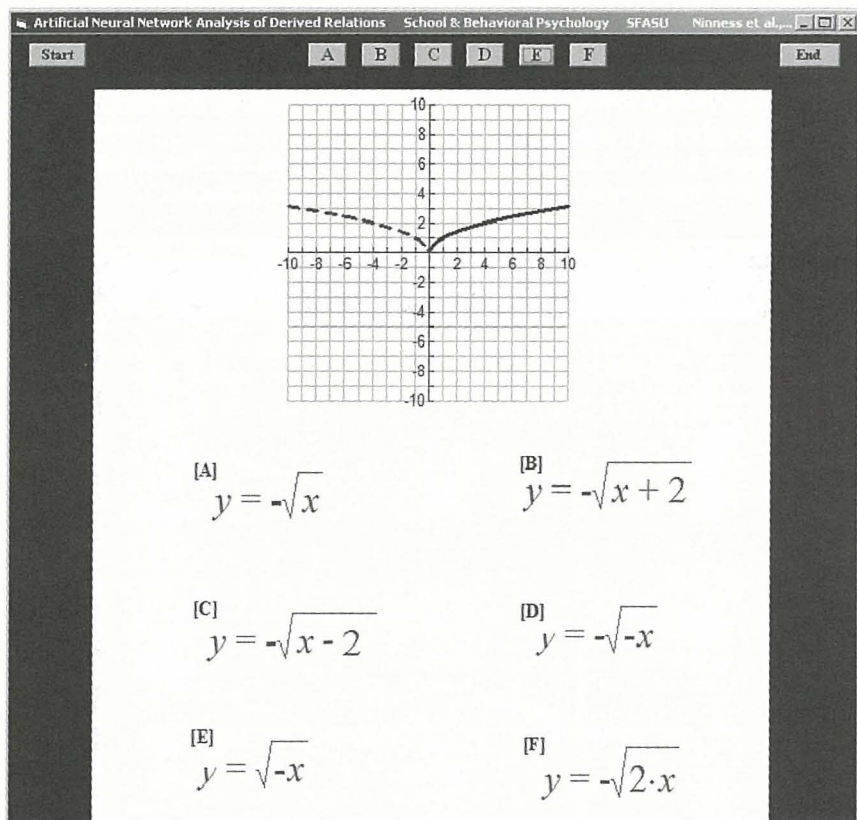 Artificial Neural Network Analysis of Derived Relations School & Behavioral Psychology SFASU Ninness et al.,...
Start A B C D E F End
10
8
6
4
2
-10 -8 -6 -4 -2 2 4 6 8 10
-2
-4
-6
-8
-10
[A] y = -√x
[B] y = -√(x + 2)
[C] y = -√(x - 2)
[D] y = -√(-x)
[E] y = √(-x)
[F] y = -√(2·x)